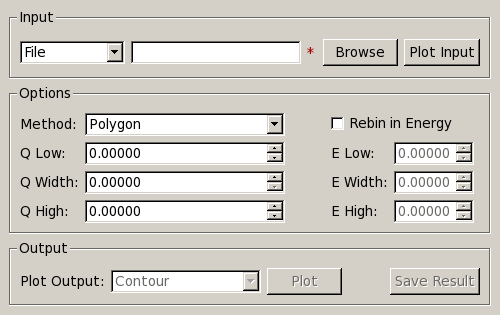 Input
File * Browse Plot Input
Options
Method: Polygon Rebin in Energy
Q Low: 0.00000 E Low: 0.00000
Q Width: 0.00000 E Width: 0.00000
Q High: 0.00000 E High: 0.00000
Output
Plot Output: Contour Plot Save Result